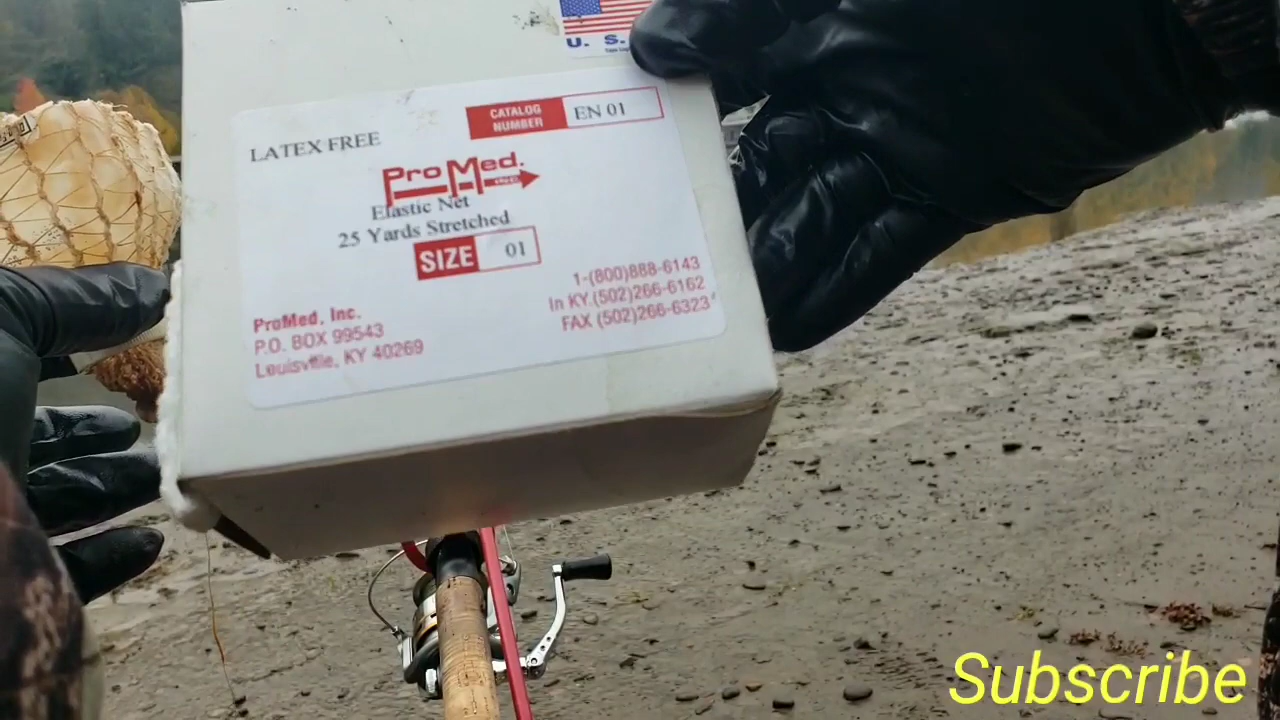 U. S.
CATALOG NUMBER EN 01
LATEX FREE
ProMed. INC
Elastic Net
25 Yards Stretched
SIZE 01
1-(800)888-6143
In KY.(502)266-6162
FAX (502)266-6323
ProMed, Inc.
P.O. BOX 99543
Louisville, KY 40269
Subscribe